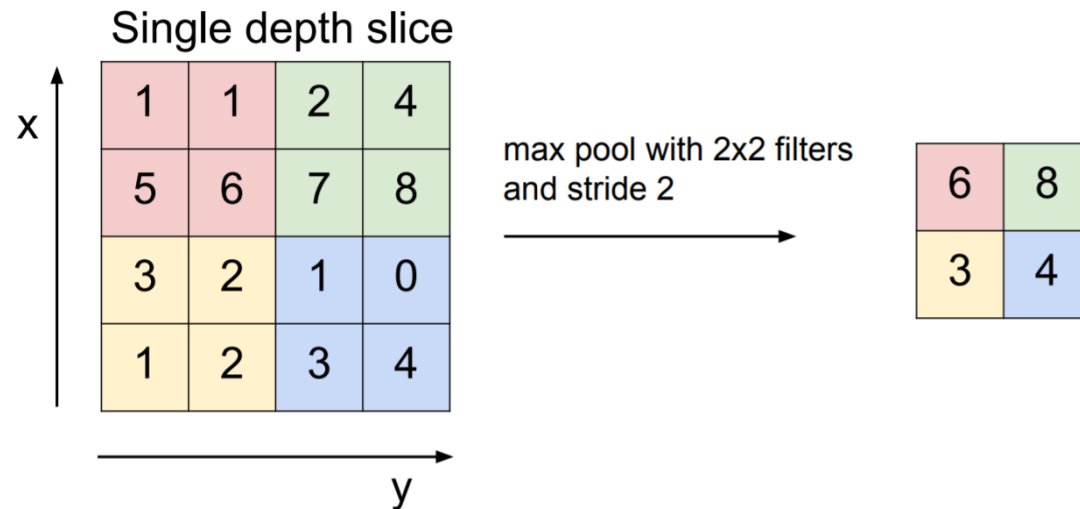 Single depth slice
x
1 1 2 4
5 6 7 8
3 2 1 0
1 2 3 4
y
max pool with 2x2 filters
and stride 2
6 8
3 4